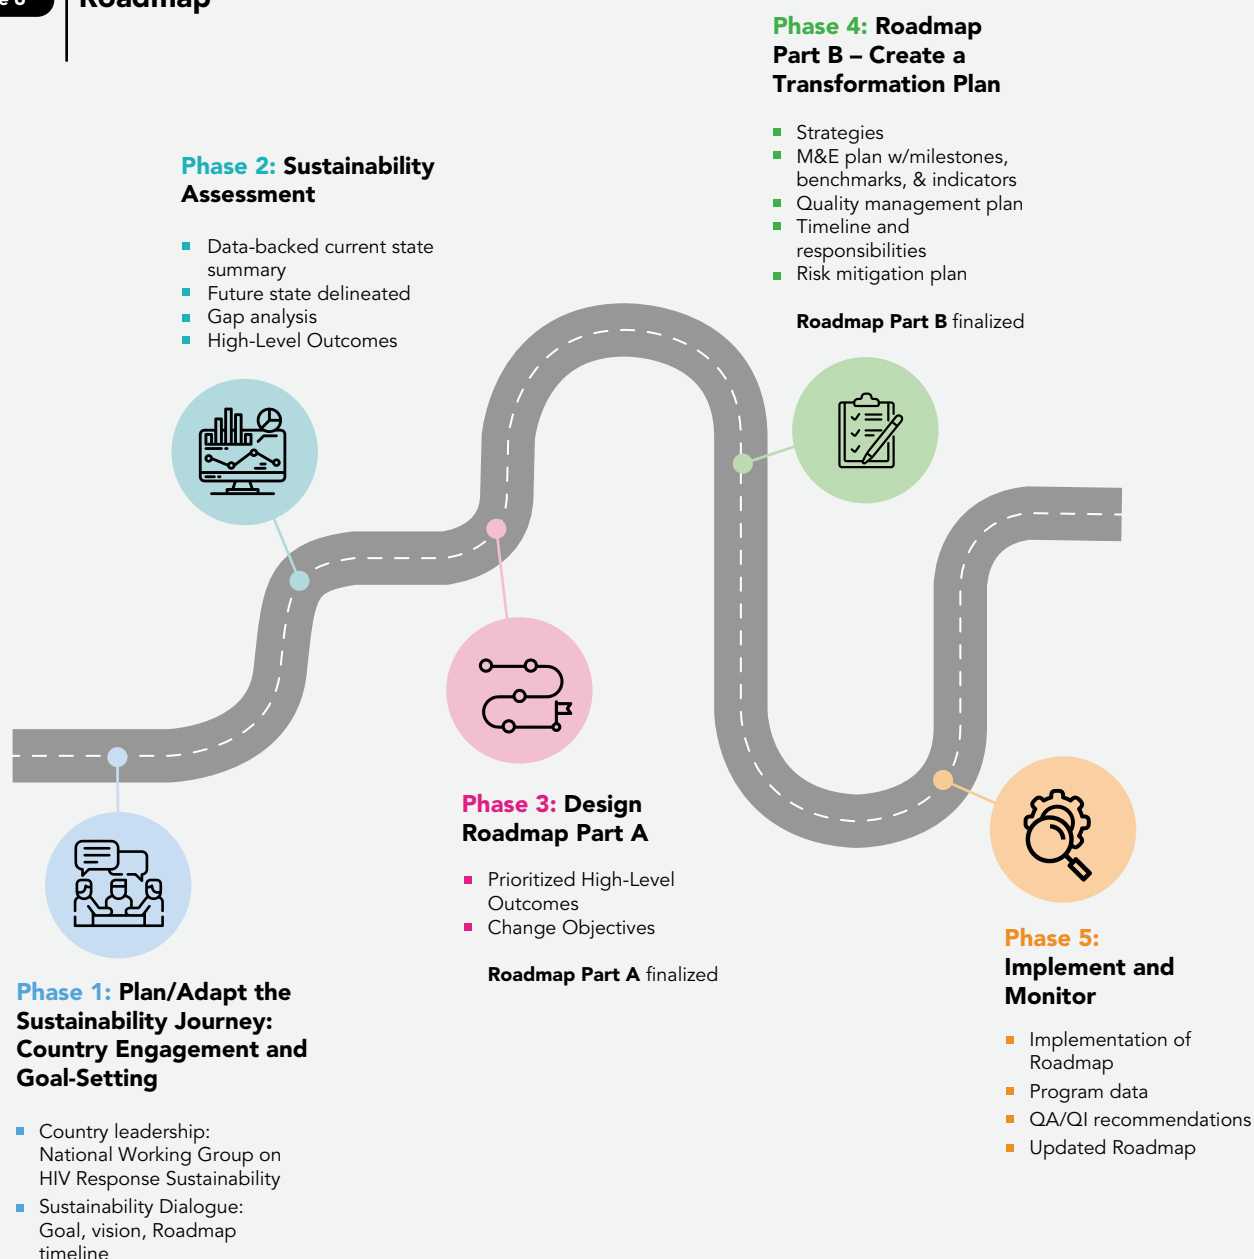 Roadmap
Phase 4: Roadmap
Part B – Create a
Transformation Plan
Strategies
M&E plan w/milestones,
benchmarks, & indicators
Quality management plan
Timeline and
responsibilities
Risk mitigation plan
Roadmap Part B finalized
Phase 2: Sustainability
Assessment
Data-backed current state
summary
Future state delineated
Gap analysis
High-Level Outcomes
Phase 3: Design
Roadmap Part A
Prioritized High-Level
Outcomes
Change Objectives
Roadmap Part A finalized
Phase 1: Plan/Adapt the
Sustainability Journey:
Country Engagement and
Goal-Setting
Country leadership:
National Working Group on
HIV Response Sustainability
Sustainability Dialogue:
Goal, vision, Roadmap
timeline
Phase 5:
Implement and
Monitor
Implementation of
Roadmap
Program data
QA/QI recommendations
Updated Roadmap